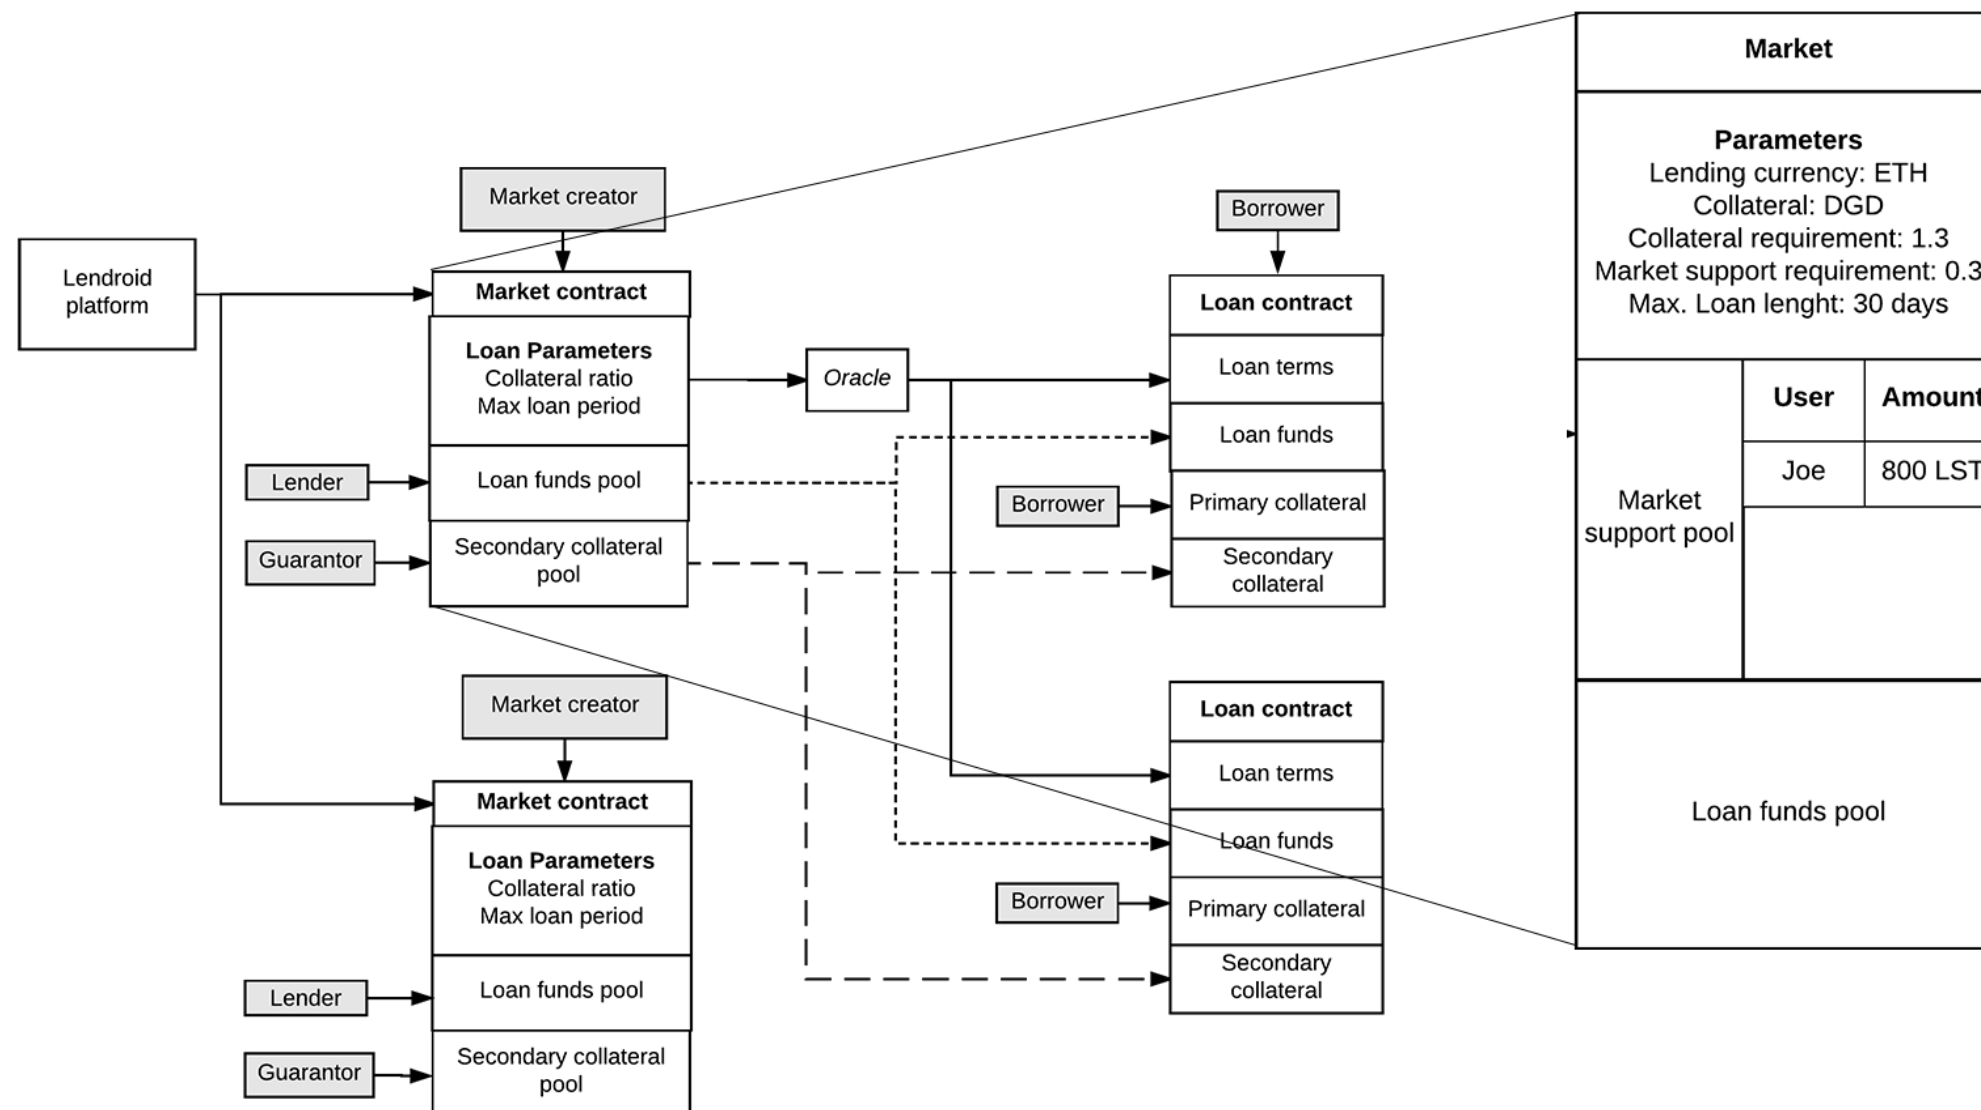 Lendroid
platform
Market creator
Market contract
Loan Parameters
Collateral ratio
Max loan period
Lender
Loan funds pool
Guarantor
Secondary collateral
pool
Market creator
Market contract
Loan Parameters
Collateral ratio
Max loan period
Lender
Loan funds pool
Guarantor
Secondary collateral
pool
Oracle
Borrower
Loan contract
Loan terms
Loan funds
Borrower
Primary collateral
Secondary
collateral
Loan contract
Loan terms
Loan funds
Borrower
Primary collateral
Secondary
collateral
Market
Parameters
Lending currency: ETH
Collateral: DGD
Collateral requirement: 1.3
Market support requirement: 0.3
Max. Loan lenght: 30 days
Market
support pool
User
Amount
Joe
800 LST
Loan funds pool